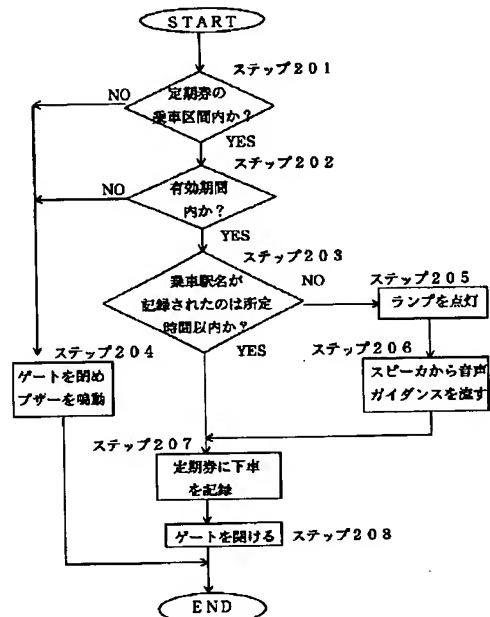 START
ステップ201
定期券の
乗車区間内か?
NO
YES
ステップ202
有効期間
内か?
NO
YES
ステップ203
乗車駅名が
記録されたのは所定
時間以内か?
NO
YES
ステップ205
ランプを点灯
ステップ206
スピーカから音声
ガイダンスを流す
ステップ204
ゲートを閉め
ブザーを鳴動
ステップ207
定期券に下車
を記録
ゲートを開ける
ステップ208
END